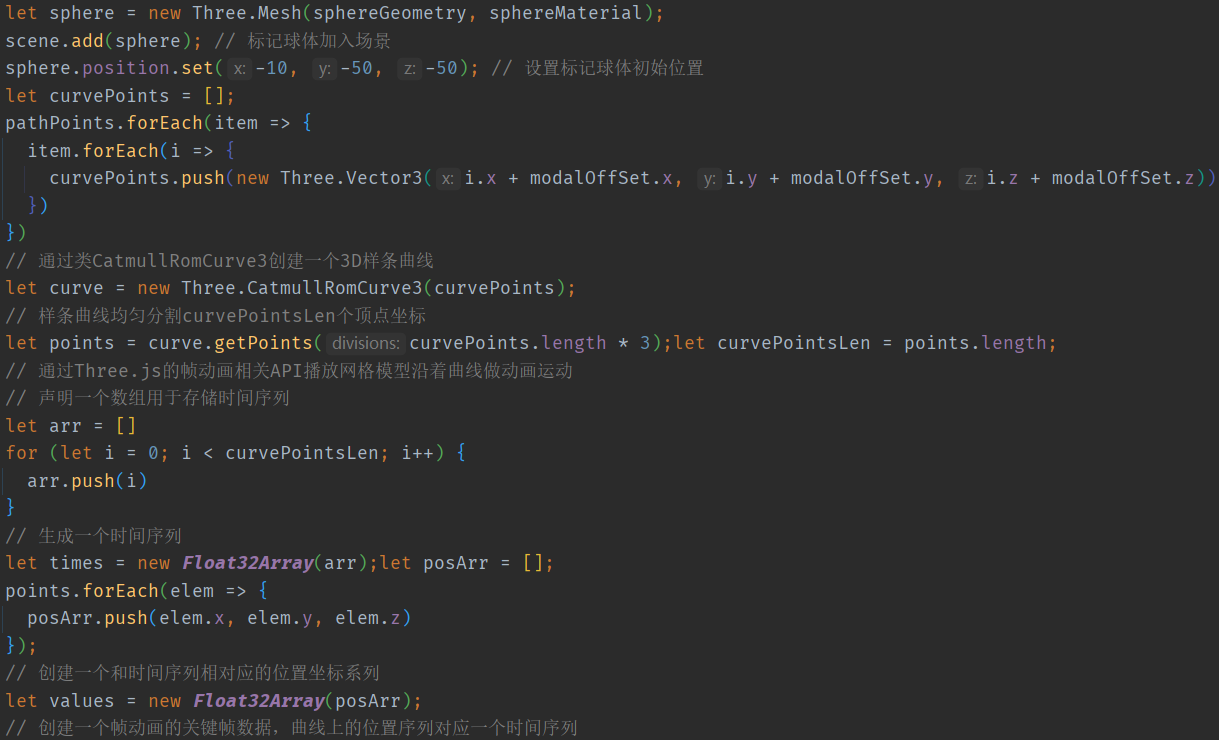 let sphere = new Three.Mesh(sphereGeometry, sphereMaterial);
scene.add(sphere); // 标记球体加入场景
sphere.position.set( x: -10, y: -50, z: -50); // 设置标记球体初始位置
let curvePoints = [];
pathPoints.forEach(item => {
  item.forEach(i => {
    curvePoints.push(new Three.Vector3( x: i.x + modalOffSet.x, y: i.y + modalOffSet.y, z: i.z + modalOffSet.z))
  })
})
// 通过类CatmullRomCurve3创建一个3D样条曲线
let curve = new Three.CatmullRomCurve3(curvePoints);
// 样条曲线均匀分割curvePointsLen个顶点坐标
let points = curve.getPoints( divisions: curvePoints.length * 3);let curvePointsLen = points.length;
// 通过Three.js的帧动画相关API播放网格模型沿着曲线做动画运动
// 声明一个数组用于存储时间序列
let arr = []
for (let i = 0; i < curvePointsLen; i++) {
  arr.push(i)
}
// 生成一个时间序列
let times = new Float32Array(arr);let posArr = [];
points.forEach(elem => {
  posArr.push(elem.x, elem.y, elem.z)
});
// 创建一个和时间序列相对应的位置坐标系列
let values = new Float32Array(posArr);
// 创建一个帧动画的关键帧数据，曲线上的位置序列对应一个时间序列